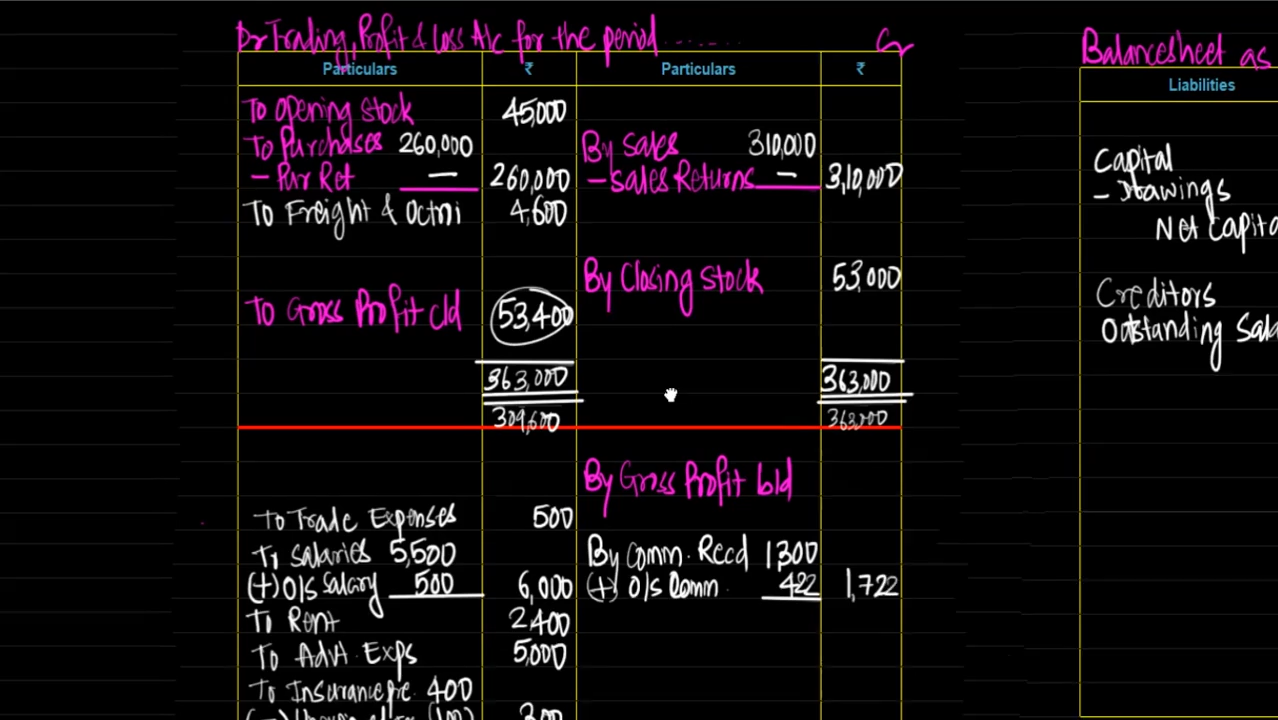 Dr Trading, Profit & Loss A/c for the period ........ Cr
Particulars ₹ Particulars ₹
To Opening Stock 45,000
To Purchases 260,000 By Sales 310,000
- Pur Ret — 260,000 - Sales Returns — 3,10,000
To Freight & Octri 4,600
By Closing Stock 53,000
To Gross Profit c/d 53,400
363,000 363,000
309,600 363,000
By Gross Profit b/d
To Trade Expenses 500
To Salaries 5,500 By Comm. Recd 1300
(+) O/s Salary 500 6,000 (+) O/s Comm. 422 1,722
To Rent 2,400
To Advt. Exps 5,000
To Insurance Pre. 400
(100) 300
Balancesheet as
Liabilities
Capital
- Drawings
Net Capita
Creditors
Outstanding Sala